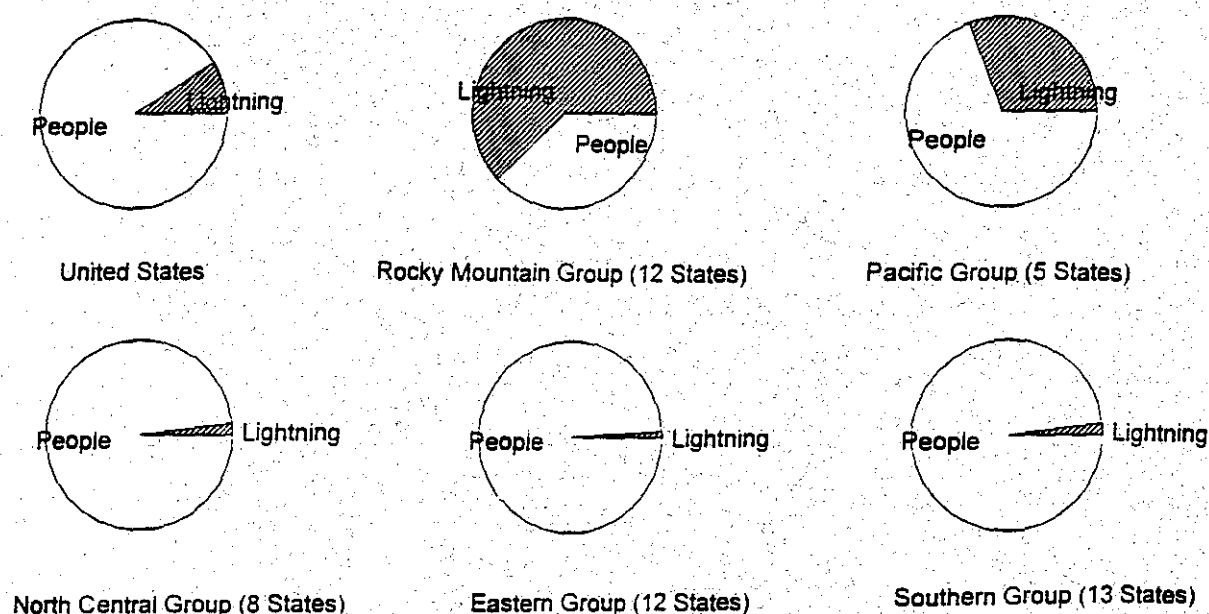 Lightning
People
United States
Lightning
People
Rocky Mountain Group (12 States)
Lightning
People
Pacific Group (5 States)
People
Lightning
North Central Group (8 States)
People
Lightning
Eastern Group (12 States)
People
Lightning
Southern Group (13 States)